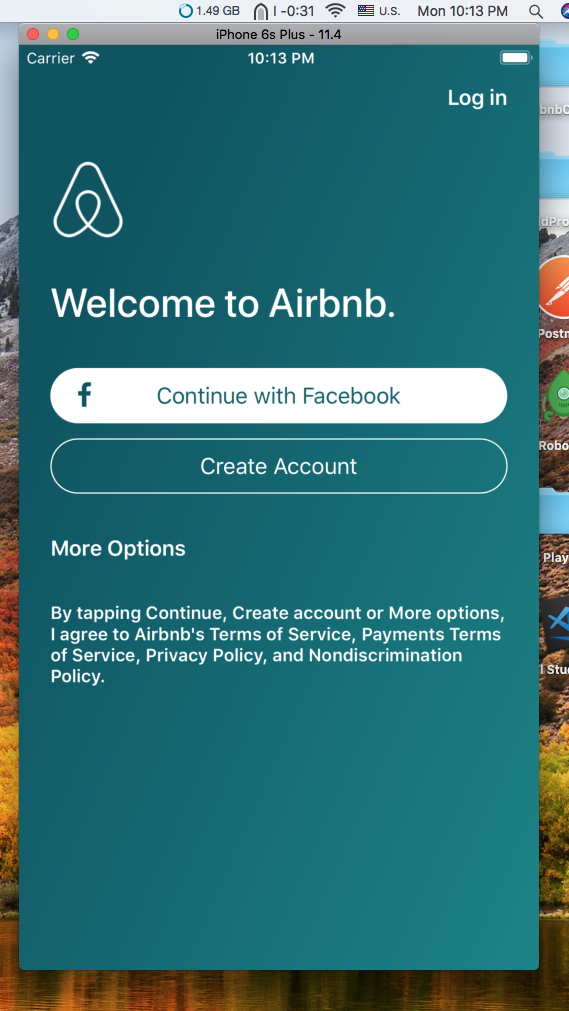 1.49 GB -0:31 U.S. Mon 10:13 PM
iPhone 6s Plus - 11.4
Carrier 10:13 PM
Log in
Welcome to Airbnb.
Continue with Facebook
Create Account
More Options
By tapping Continue, Create account or More options,
I agree to Airbnb's Terms of Service, Payments Terms
of Service, Privacy Policy, and Nondiscrimination
Policy.
bnbC
dPro
Postn
Robo
Play
l Stu